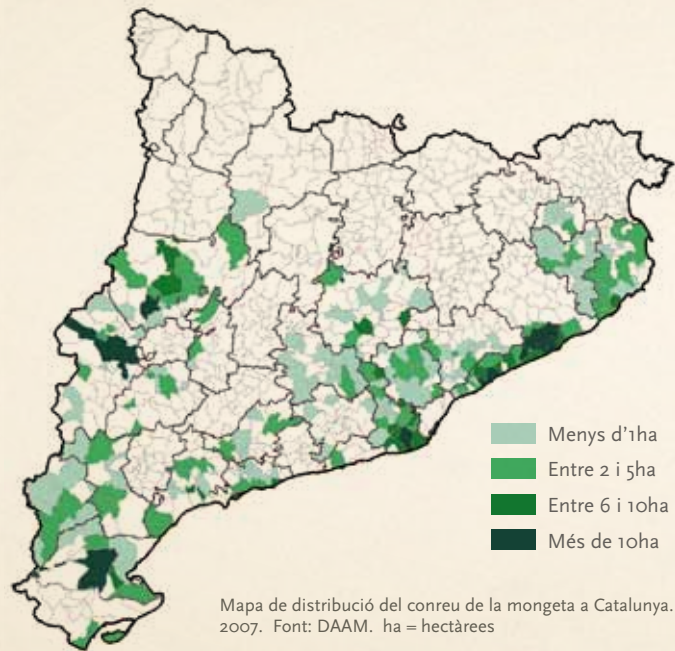 Menys d'1ha
Entre 2 i 5ha
Entre 6 i 10ha
Més de 10ha
Mapa de distribució del conreu de la mongeta a Catalunya.
2007. Font: DAAM. ha = hectàrees